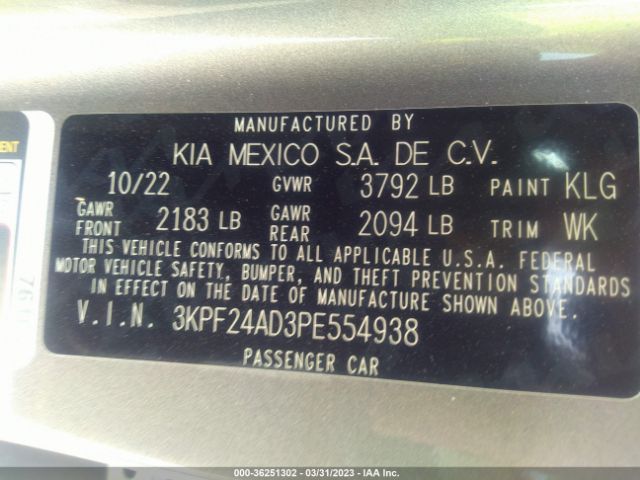 MANUFACTURED BY
KIA MEXICO S.A. DE C.V.
10/22 GVWR 3792 LB PAINT KLG
GAWR FRONT 2183 LB GAWR REAR 2094 LB TRIM WK
THIS VEHICLE CONFORMS TO ALL APPLICABLE U.S.A. FEDERAL
MOTOR VEHICLE SAFETY, BUMPER, AND THEFT PREVENTION STANDARDS
IN EFFECT ON THE DATE OF MANUFACTURE SHOWN ABOVE.
V.I.N. 3KPF24AD3PE554938
PASSENGER CAR
000-36251302 - 03/31/2023 - IAA Inc.